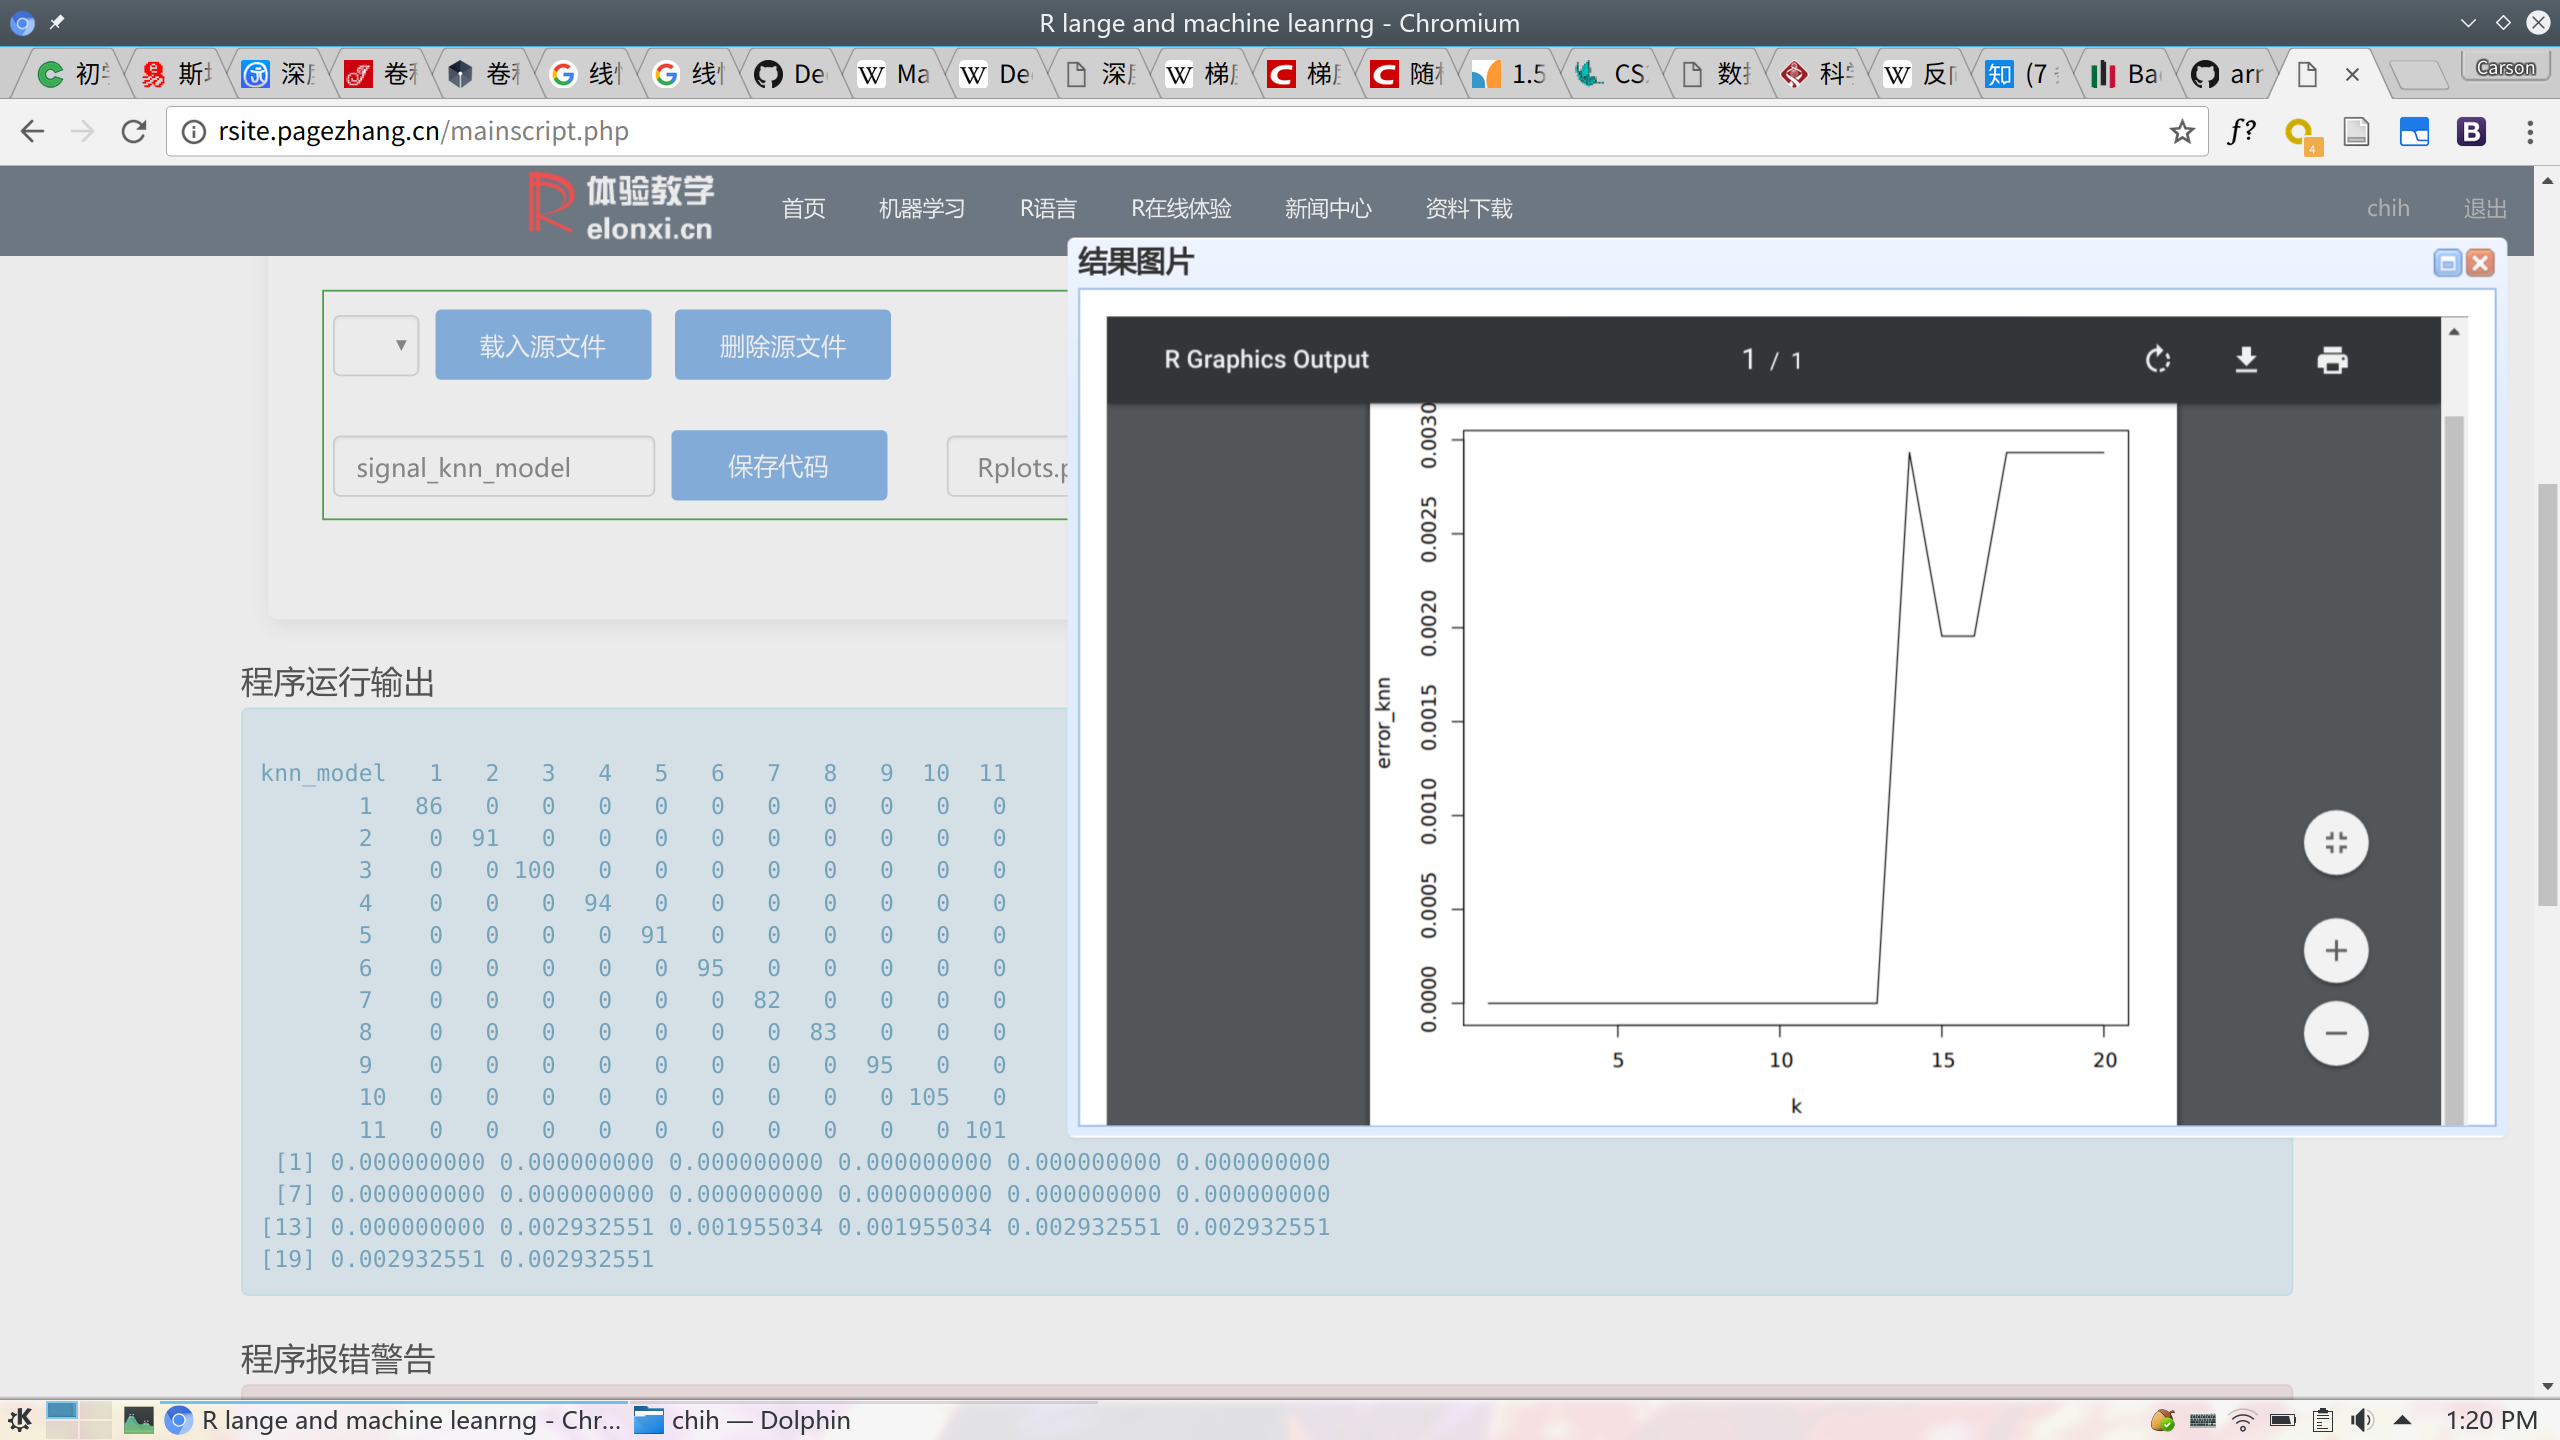 R lange and machine leanrng - Chromium
初 斯 深 卷 卷 线 线 De Ma De 深 梯 梯 随 1.5 CS 数 科 反 (7 Ba arr Carson
rsite.pagezhang.cn/mainscript.php
f? 4 B
体验教学
elonxi.cn
首页 机器学习 R语言 R在线体验 新闻中心 资料下载 chih 退出
结果图片
载入源文件 删除源文件
signal_knn_model 保存代码 Rplots.p
R Graphics Output 1 / 1
0.0030
0.0025
0.0020
0.0015
0.0010
0.0005
0.0000
error_knn
5 10 15 20
k
程序运行输出
knn_model 1 2 3 4 5 6 7 8 9 10 11
1 86 0 0 0 0 0 0 0 0 0 0
2 0 91 0 0 0 0 0 0 0 0 0
3 0 0 100 0 0 0 0 0 0 0 0
4 0 0 0 94 0 0 0 0 0 0 0
5 0 0 0 0 91 0 0 0 0 0 0
6 0 0 0 0 0 95 0 0 0 0 0
7 0 0 0 0 0 0 82 0 0 0 0
8 0 0 0 0 0 0 0 83 0 0 0
9 0 0 0 0 0 0 0 0 95 0 0
10 0 0 0 0 0 0 0 0 0 105 0
11 0 0 0 0 0 0 0 0 0 0 101
[1] 0.000000000 0.000000000 0.000000000 0.000000000 0.000000000 0.000000000
[7] 0.000000000 0.000000000 0.000000000 0.000000000 0.000000000 0.000000000
[13] 0.000000000 0.002932551 0.001955034 0.001955034 0.002932551 0.002932551
[19] 0.002932551 0.002932551
程序报错警告
R lange and machine leanrng - Chr... chih — Dolphin 1:20 PM